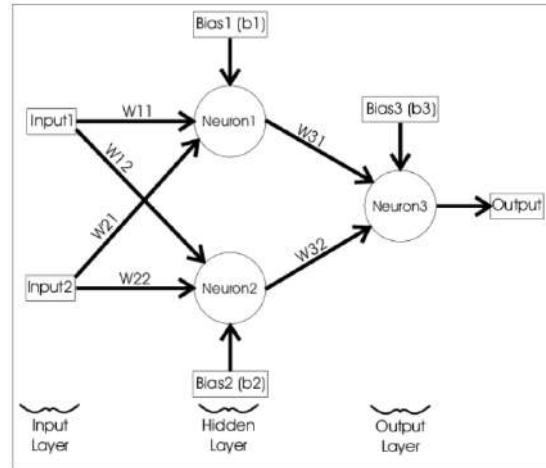 Bias1 (b1)
Input1
W11
Neuron1
W12
W31
Bias3 (b3)
W21
Neuron3
Output
Input2
W22
Neuron2
W32
Bias2 (b2)
Input
Layer
Hidden
Layer
Output
Layer